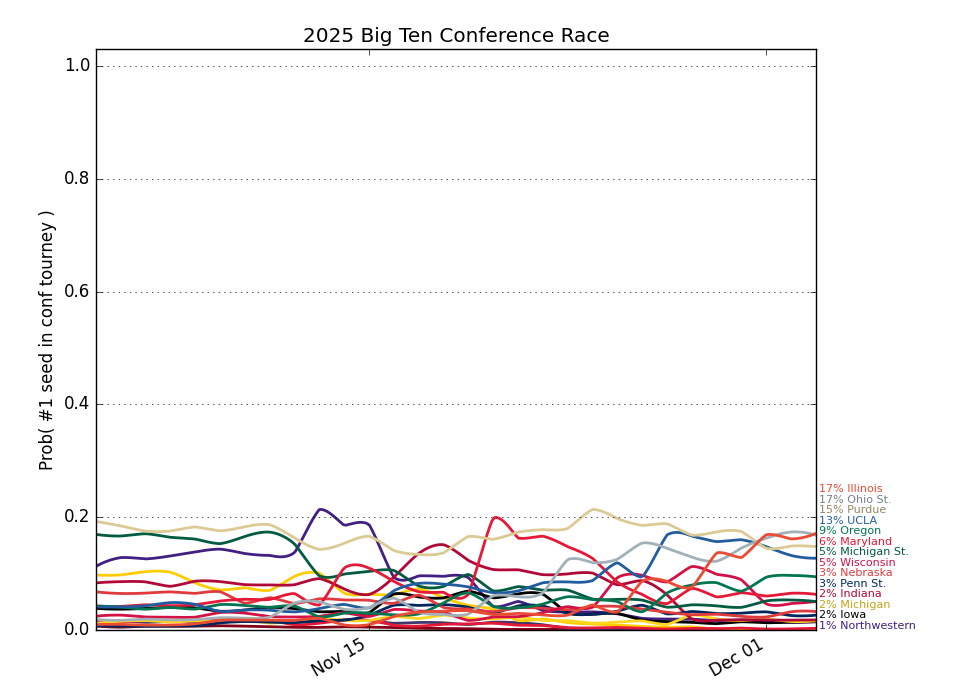 2025 Big Ten Conference Race
Prob( #1 seed in conf tourney )
1.0
0.8
0.6
0.4
0.2
0.0
Nov 15
Dec 01
17% Illinois
17% Ohio St.
15% Purdue
13% UCLA
9% Oregon
6% Maryland
5% Michigan St.
5% Wisconsin
3% Nebraska
3% Penn St.
2% Indiana
2% Michigan
2% Iowa
1% Northwestern